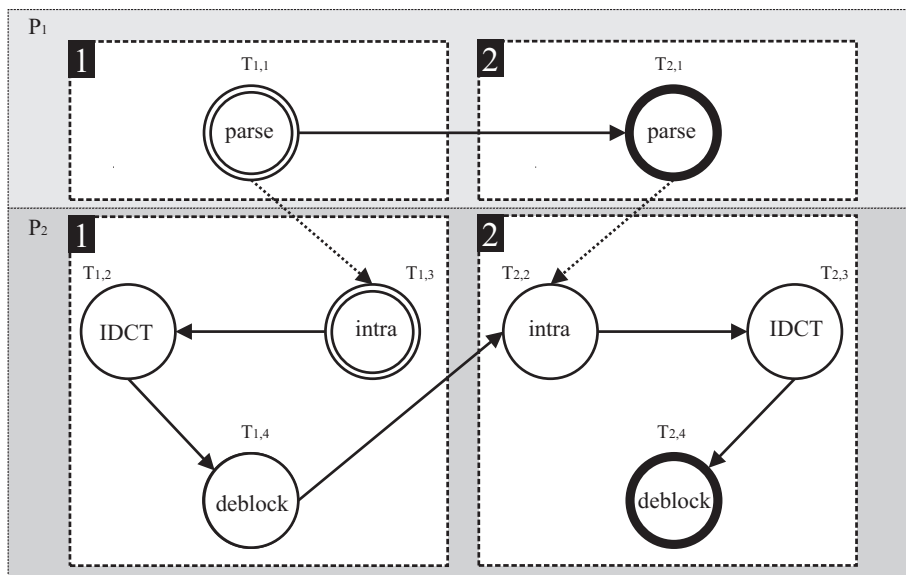 P1
1
2
T1,1
T2,1
parse
parse
P2
1
2
T1,2
T1,3
T2,2
T2,3
IDCT
intra
intra
IDCT
T1,4
T2,4
deblock
deblock